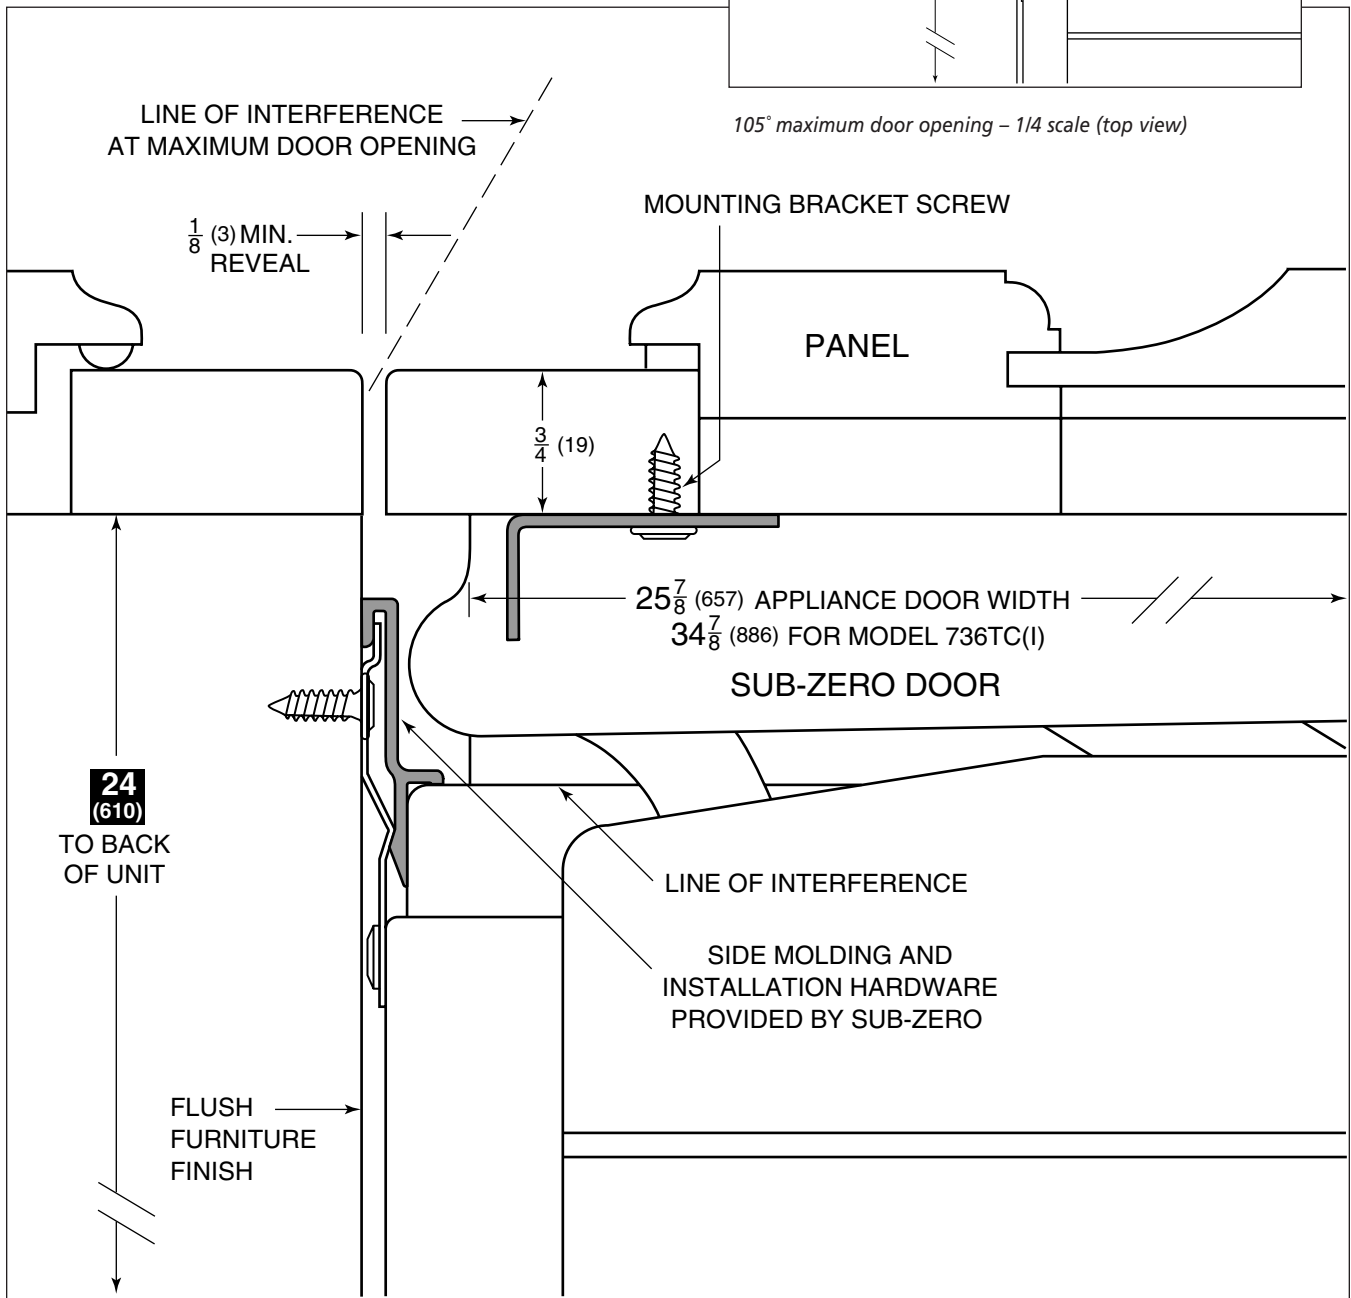 105° maximum door opening – 1/4 scale (top view)
LINE OF INTERFERENCE
AT MAXIMUM DOOR OPENING
MOUNTING BRACKET SCREW
1/8 (3) MIN.
REVEAL
PANEL
3/4 (19)
25 7/8 (657) APPLIANCE DOOR WIDTH
34 7/8 (886) FOR MODEL 736TC(I)
SUB-ZERO DOOR
24
(610)
TO BACK
OF UNIT
LINE OF INTERFERENCE
SIDE MOLDING AND
INSTALLATION HARDWARE
PROVIDED BY SUB-ZERO
FLUSH
FURNITURE
FINISH